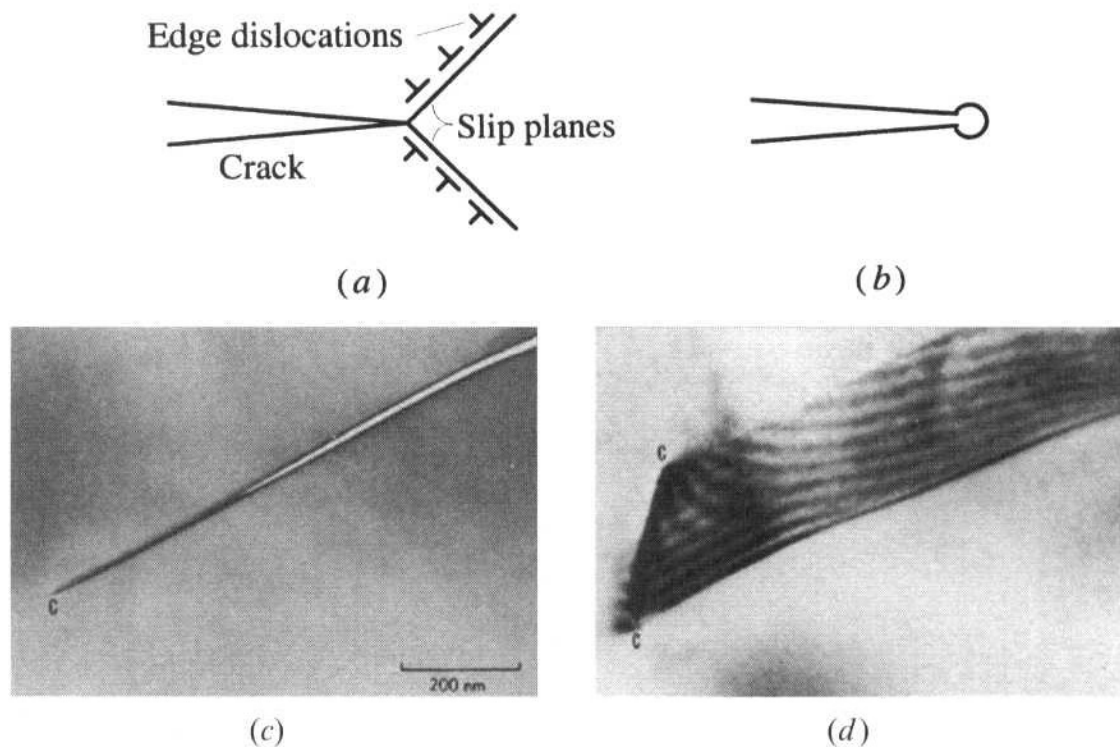 Edge dislocations
Slip planes
Crack
(a)
(b)
c
200 nm
c
c
(c)
(d)